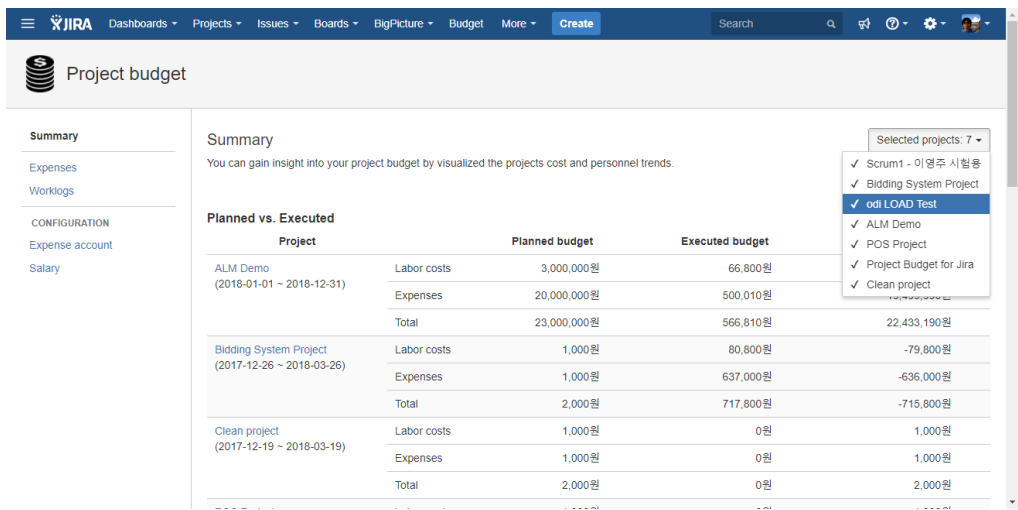 JIRA Dashboards Projects Issues Boards BigPicture Budget More Create Search
Project budget
Summary
Expenses
Worklogs
CONFIGURATION
Expense account
Salary
Summary
Selected projects: 7
You can gain insight into your project budget by visualized the projects cost and personnel trends.
Scrum1 - 이영주 시험용
Bidding System Project
odi LOAD Test
ALM Demo
POS Project
Project Budget for Jira
Clean project
Planned vs. Executed
Project Planned budget Executed budget
ALM Demo Labor costs 3,000,000원 66,800원
(2018-01-01 ~ 2018-12-31)
Expenses 20,000,000원 500,010원
Total 23,000,000원 566,810원 22,433,190원
Bidding System Project Labor costs 1,000원 80,800원 -79,800원
(2017-12-26 ~ 2018-03-26)
Expenses 1,000원 637,000원 -636,000원
Total 2,000원 717,800원 -715,800원
Clean project Labor costs 1,000원 0원 1,000원
(2017-12-19 ~ 2018-03-19)
Expenses 1,000원 0원 1,000원
Total 2,000원 0원 2,000원